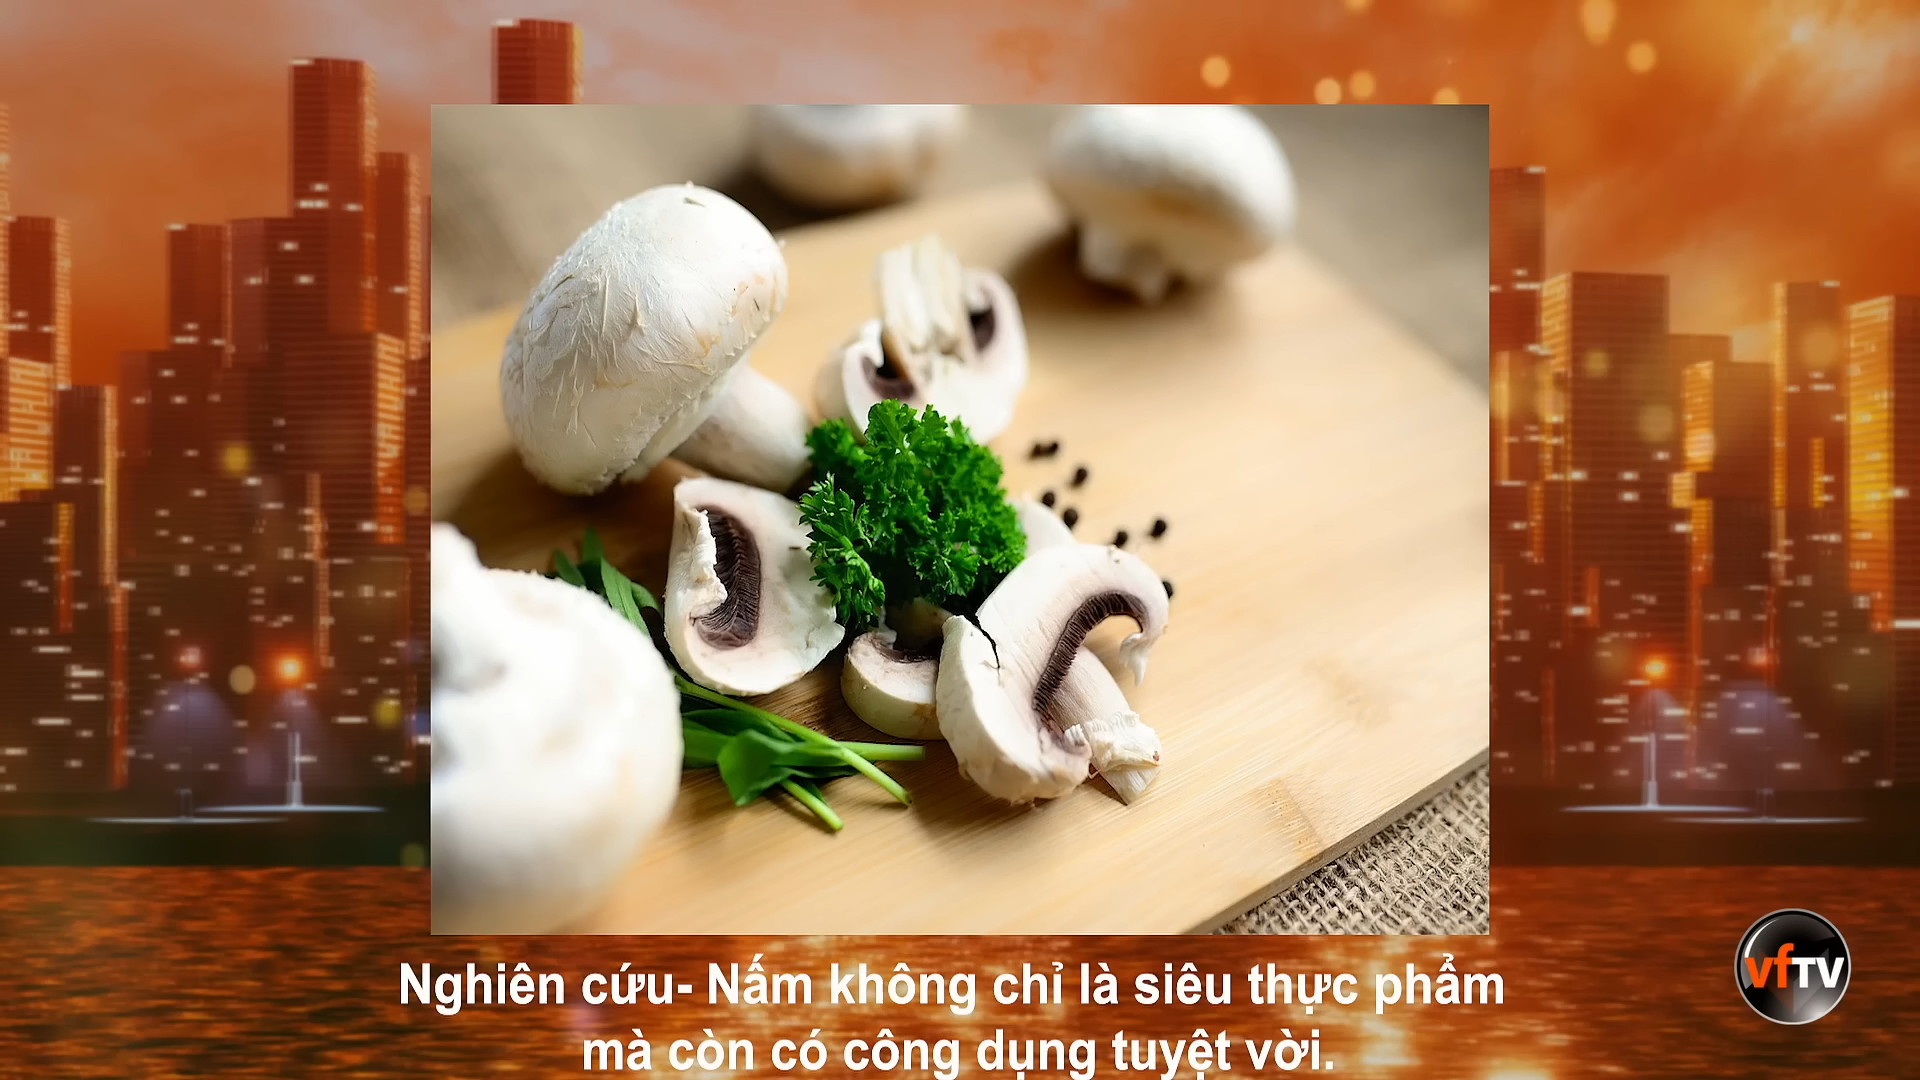 Nghiên cứu- Nấm không chỉ là siêu thực phẩm
mà còn có công dụng tuyệt vời.
vfTV